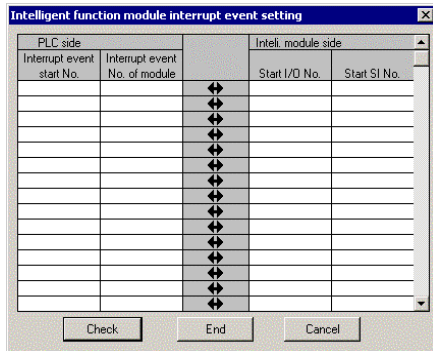 Intelligent function module interrupt event setting
PLC side
Inteli. module side
Interrupt event start No.
Interrupt event No. of module
Start I/O No.
Start SI No.
Check
End
Cancel